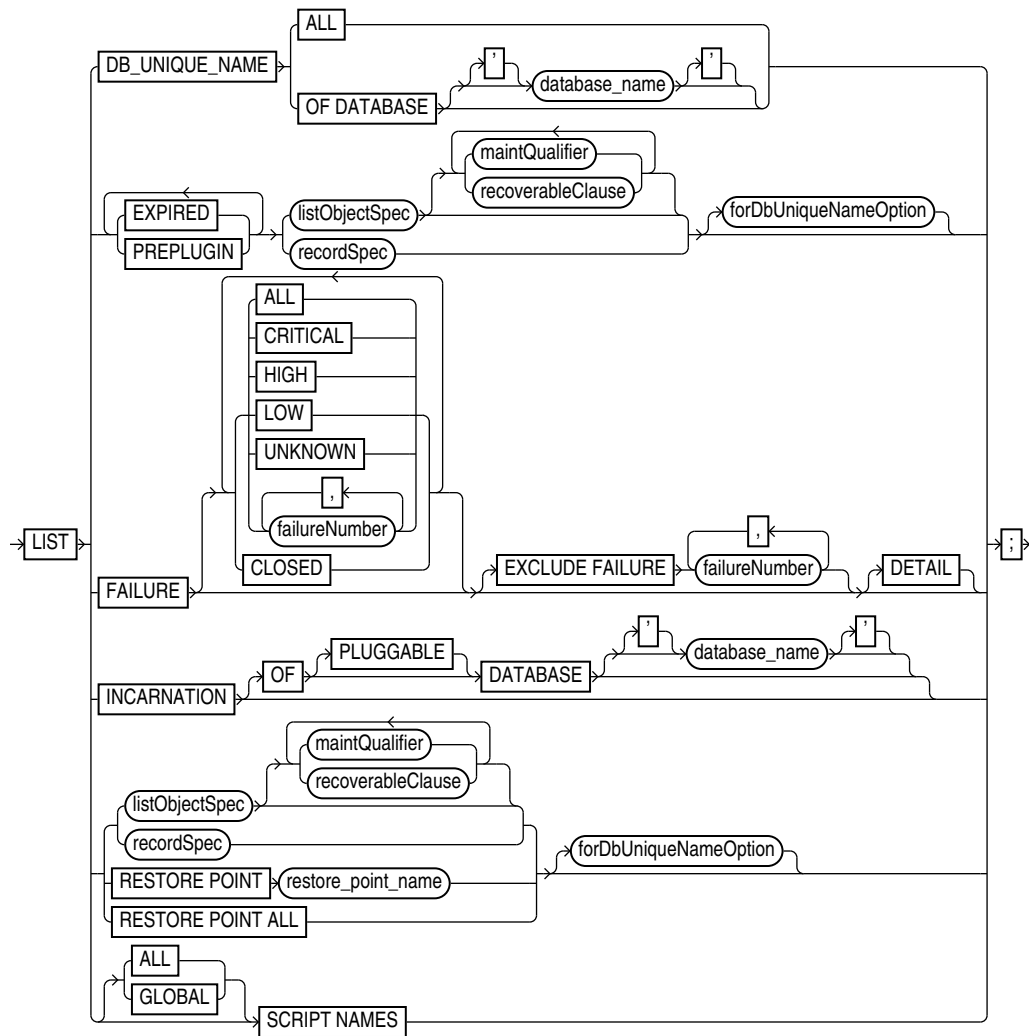 ALL
DB_UNIQUE_NAME
' '
database_name
OF DATABASE
maintQualifier
EXPIRED
recoverableClause
listObjectSpec
forDbUniqueNameOption
PREPLUGIN
recordSpec
ALL
CRITICAL
HIGH
LOW
UNKNOWN
, ,
failureNumber
LIST
;
CLOSED
EXCLUDE FAILURE failureNumber
DETAIL
FAILURE
' '
PLUGGABLE
database_name
OF
DATABASE
INCARNATION
maintQualifier
recoverableClause
listObjectSpec
recordSpec
forDbUniqueNameOption
RESTORE POINT restore_point_name
RESTORE POINT ALL
ALL
GLOBAL
SCRIPT NAMES